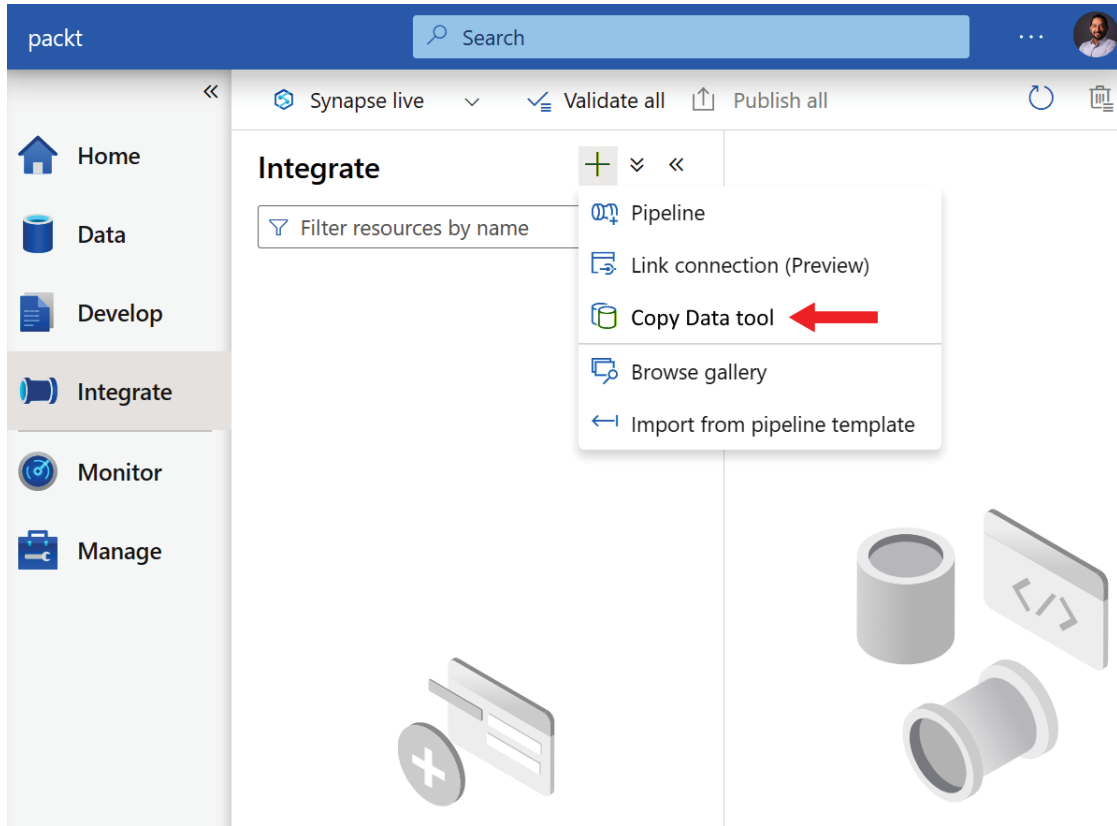 packt
Search
Synapse live
Validate all
Publish all
Home
Data
Develop
Integrate
Monitor
Manage
Integrate
Filter resources by name
Pipeline
Link connection (Preview)
Copy Data tool
Browse gallery
Import from pipeline template